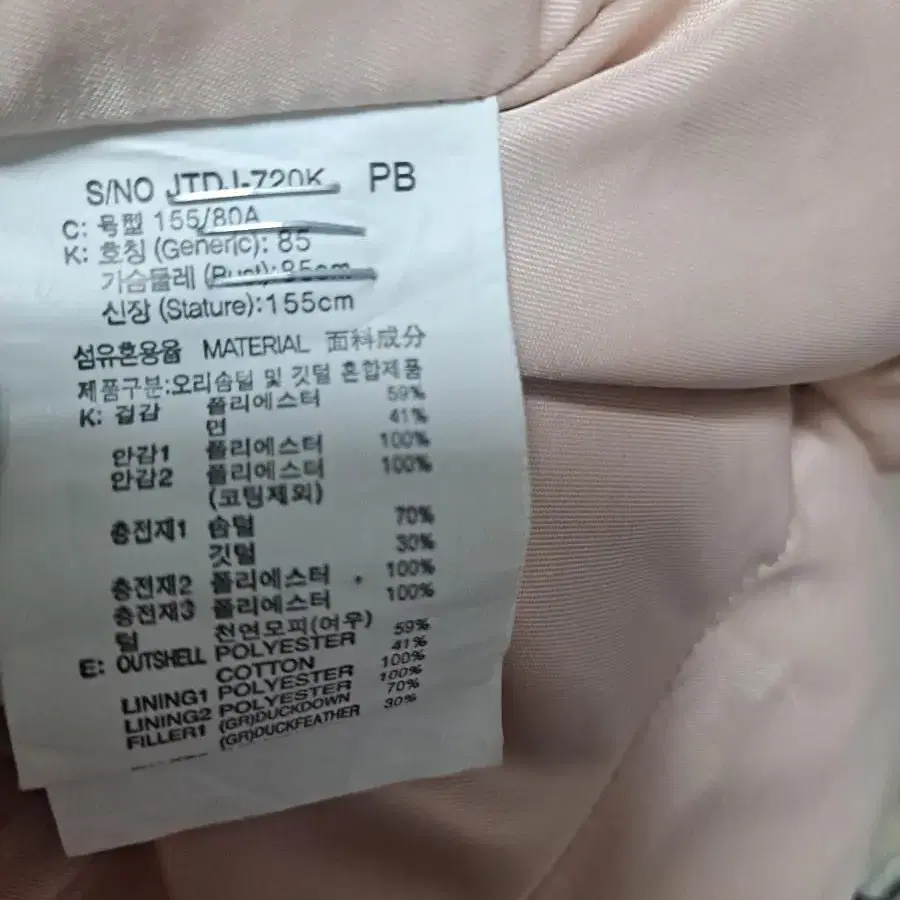 S/NO JTDJ-720K PB
C: 号型 155/80A
K: 호칭 (Generic): 85
가슴둘레 (Bust): 85cm
신장 (Stature): 155cm
섬유혼용율 MATERIAL 面料成分
제품구분:오리솜털 및 깃털 혼합제품
K: 겉감 폴리에스터 59%
면 41%
안감1 폴리에스터 100%
안감2 폴리에스터 100%
(코팅제외)
충전재1 솜털 70%
깃털 30%
충전재2 폴리에스터 100%
충전재3 폴리에스터 100%
털 천연모피(여우)
E: OUTSHELL POLYESTER 59%
COTTON 41%
LINING1 POLYESTER 100%
LINING2 POLYESTER 100%
FILLER1 (GR)DUCKDOWN 70%
(GR)DUCKFEATHER 30%